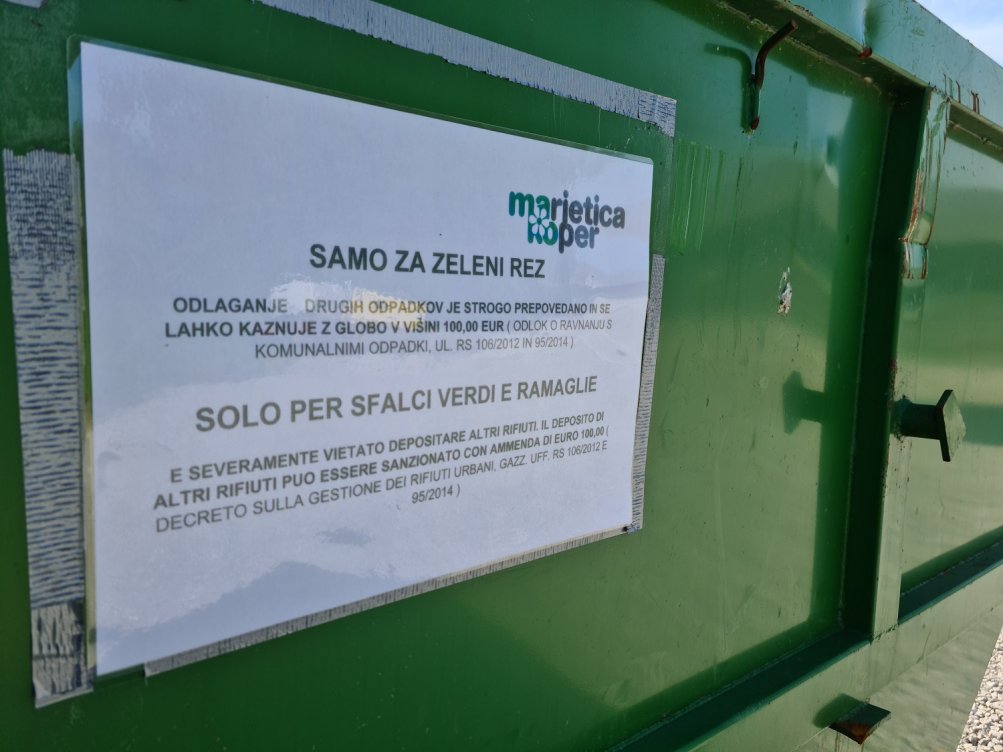 marjetica
koper
SAMO ZA ZELENI REZ
ODLAGANJE DRUGIH ODPADKOV JE STROGO PREPOVEDANO IN SE
LAHKO KAZNUJE Z GLOBO V VIŠINI 100,00 EUR ( ODLOK O RAVNANJU S
KOMUNALNIMI ODPADKI, UL. RS 106/2012 IN 95/2014 )
SOLO PER SFALCI VERDI E RAMAGLIE
E SEVERAMENTE VIETATO DEPOSITARE ALTRI RIFIUTI. IL DEPOSITO DI
ALTRI RIFIUTI PUO ESSERE SANZIONATO CON AMMENDA DI EURO 100,00 (
DECRETO SULLA GESTIONE DEI RIFIUTI URBANI, GAZZ. UFF. RS 106/2012 E
95/2014 )